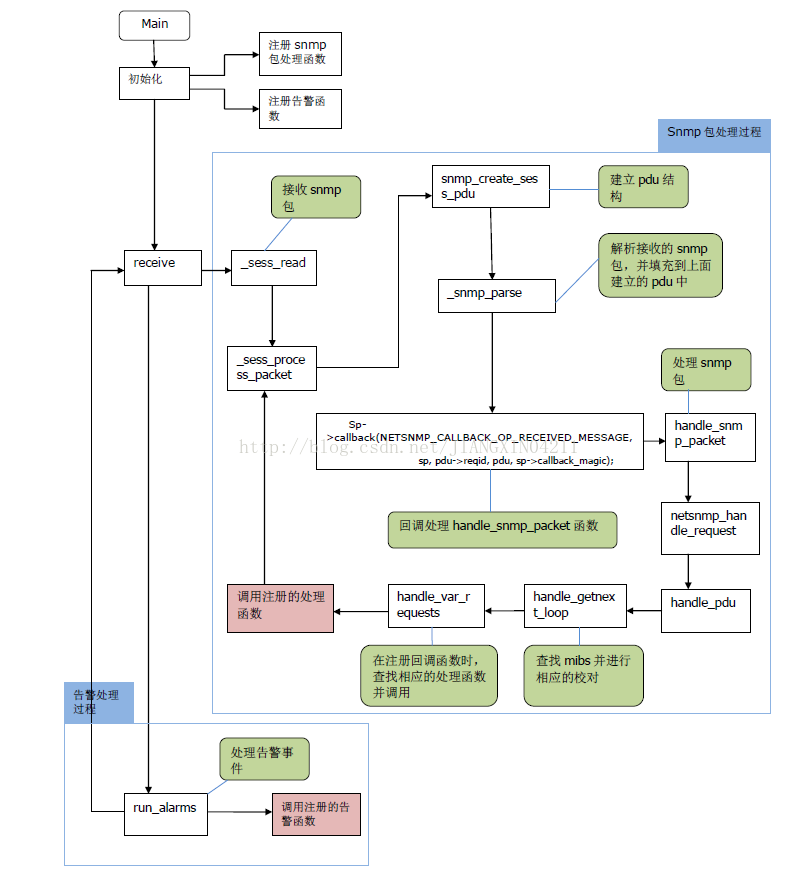 Main
初始化
注册 snmp
包处理函数
注册告警函
数
Snmp 包处理过程
接收 snmp
包
snmp_create_ses
s_pdu
建立 pdu 结
构
receive
_sess_read
解析接收的 snmp
包，并填充到上面
建立的 pdu 中
_snmp_parse
_sess_proce
ss_packet
处理 snmp
包
Sp-
>callback(NETSNMP_CALLBACK_OP_RECEIVED_MESSAGE,
sp, pdu->reqid, pdu, sp->callback_magic);
handle_snm
p_packet
http://blog.csdn.net/JIANGXIN04211
回调处理 handle_snmp_packet 函数
netsnmp_han
dle_request
调用注册的处理
函数
handle_var_r
equests
handle_getnex
t_loop
handle_pdu
在注册回调函数时，
查找相应的处理函数
并调用
查找 mibs 并进行
相应的校对
告警处理
过程
处理告警事
件
run_alarms
调用注册的告
警函数